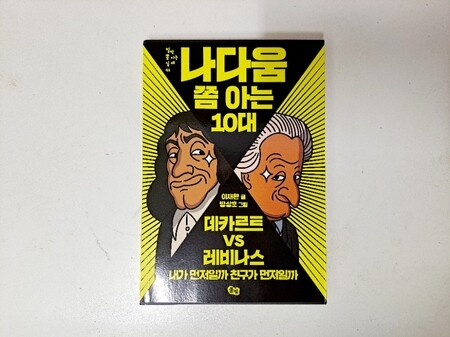 나다움
쫌 아는
10대
이재환 글
방상호 그림
데카르트
VS
레비나스
내가 먼저일까 친구가 먼저일까
풀빛